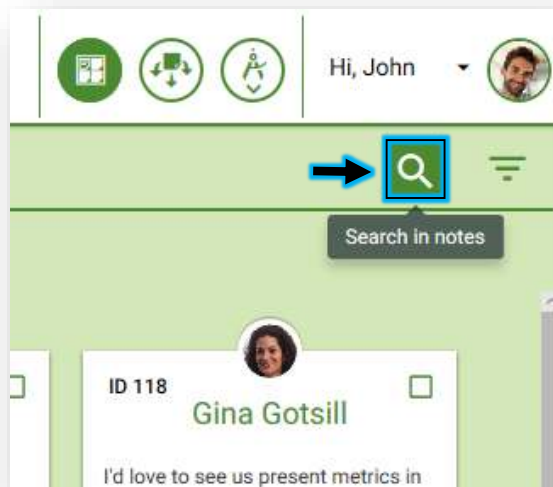 Hi, John
Search in notes
ID 118
Gina Gotsill
I'd love to see us present metrics in